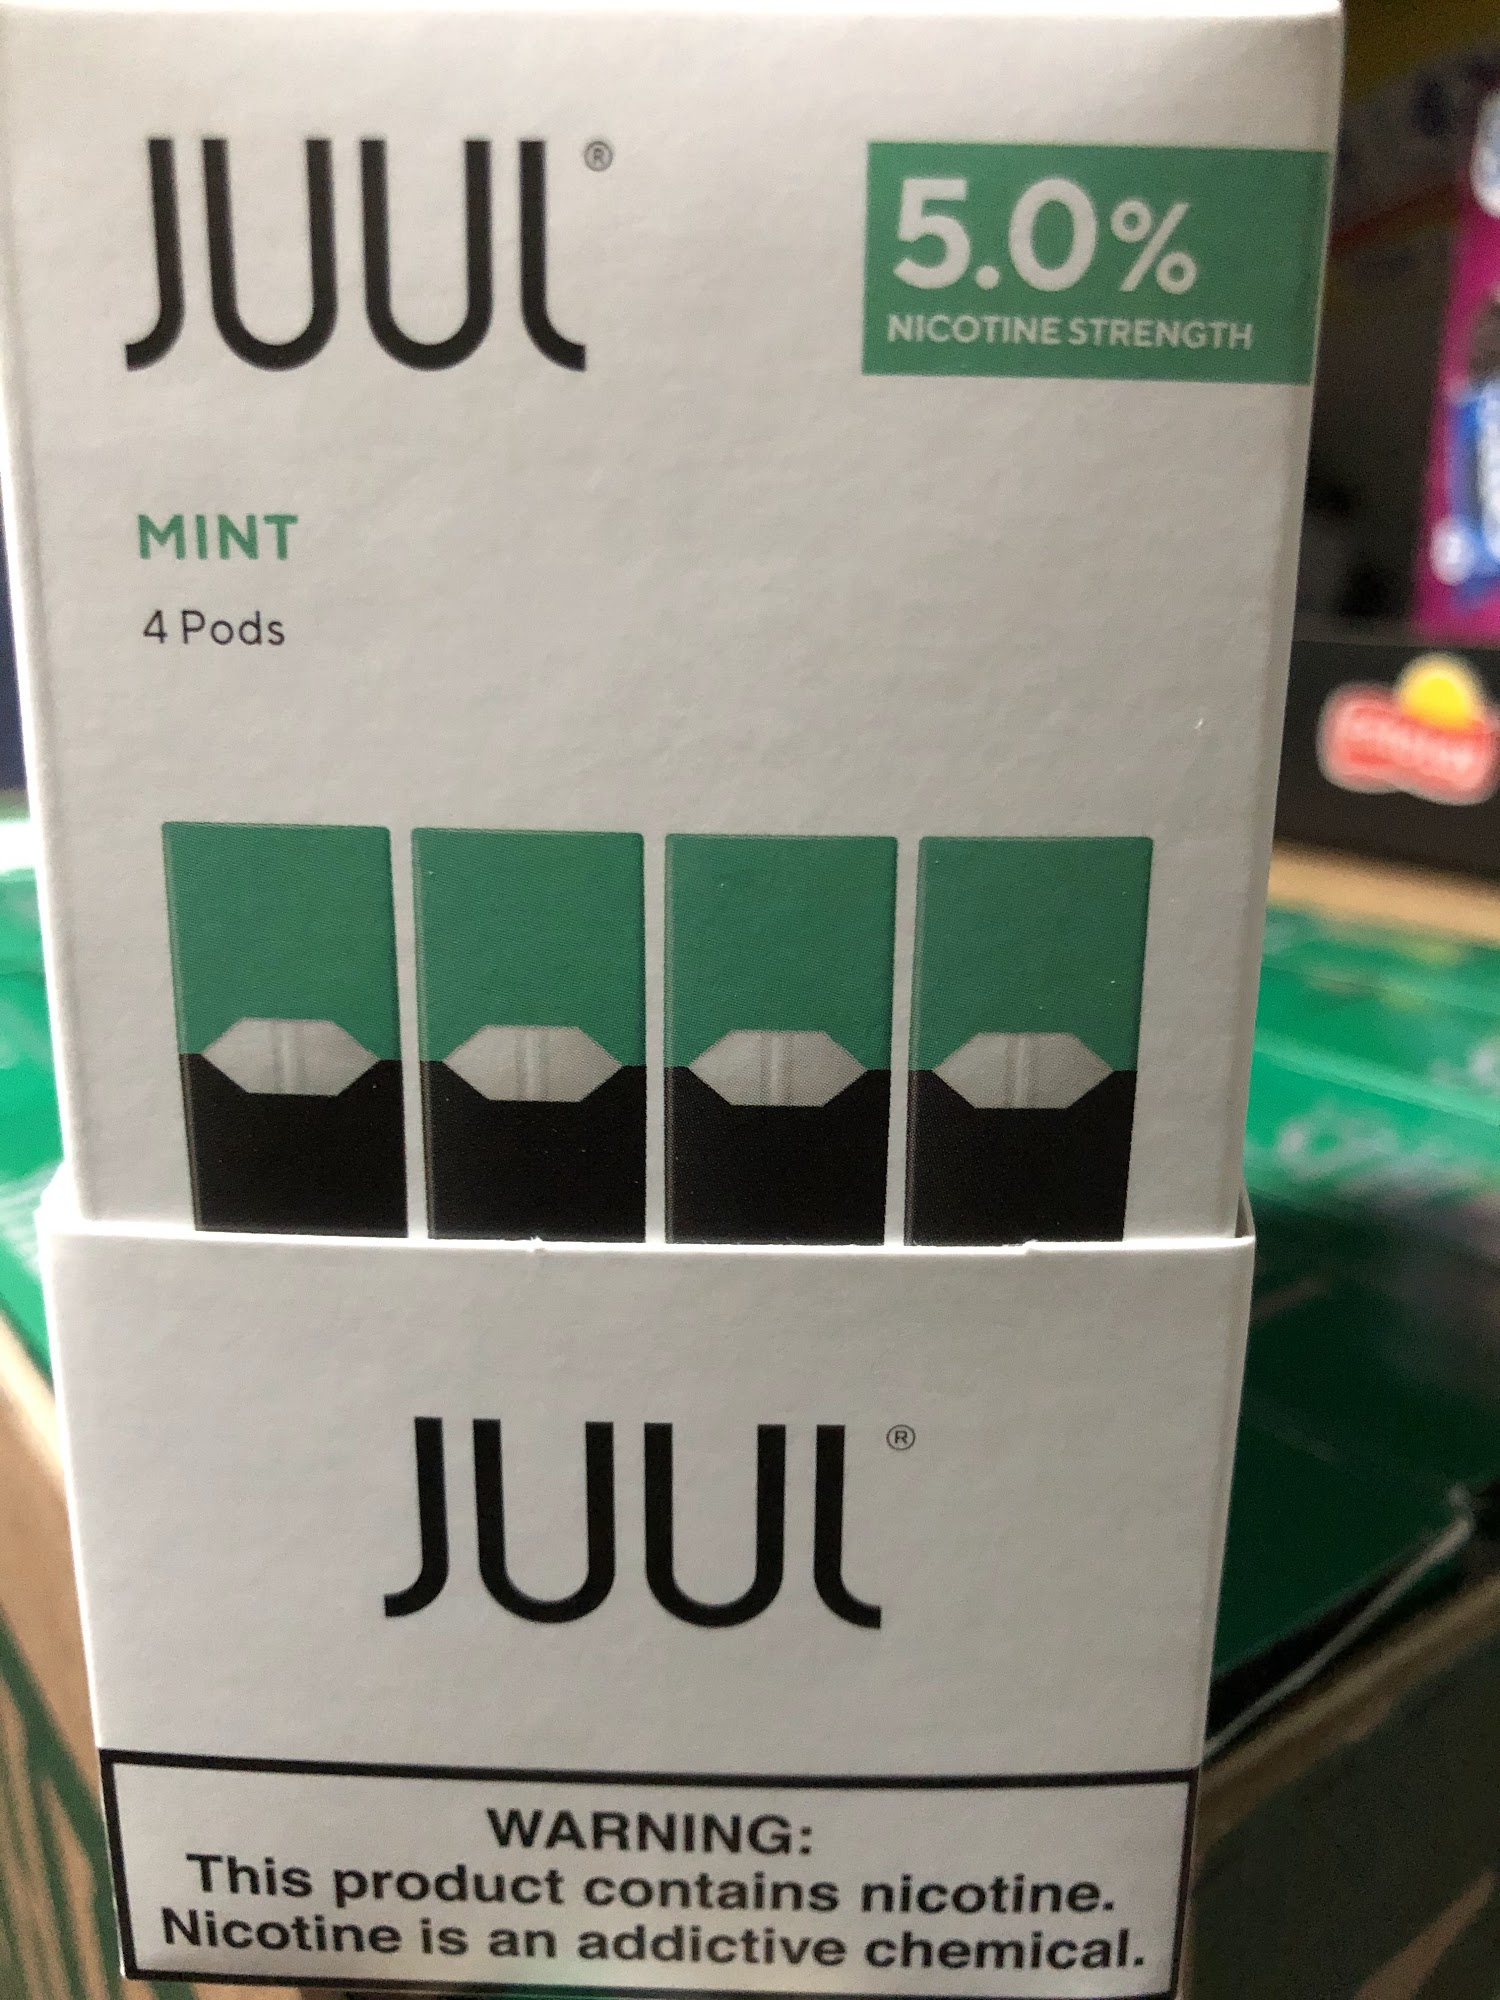 JUUL®
5.0%
NICOTINE STRENGTH
MINT
4 Pods
JUUL®
WARNING:
This product contains nicotine.
Nicotine is an addictive chemical.